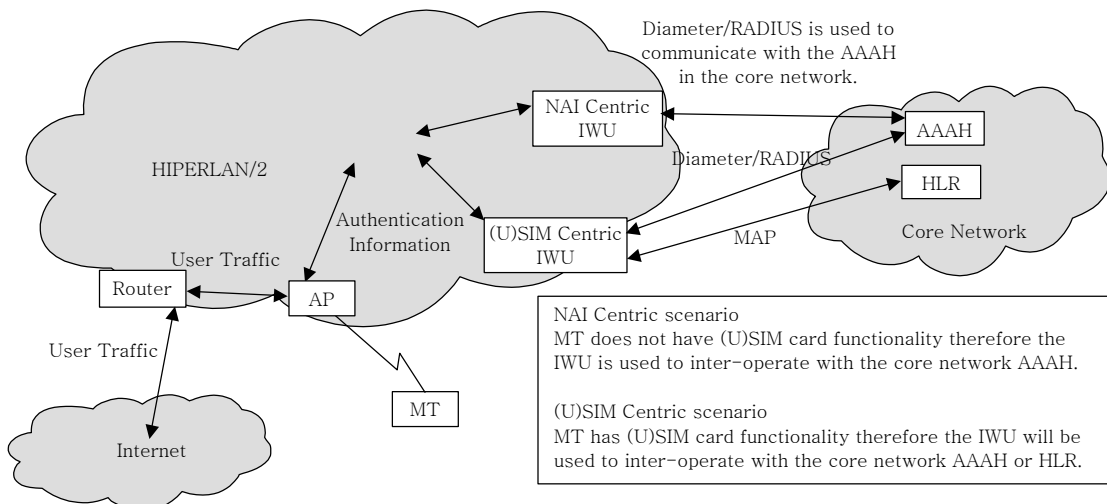 Diameter/RADIUS is used to
communicate with the AAAH
in the core network.
NAI Centric
IWU
AAAH
HIPERLAN/2
Diameter/RADIUS
HLR
Authentication
Information
(U)SIM Centric
IWU
MAP
Core Network
User Traffic
Router
AP
User Traffic
MT
Internet
NAI Centric scenario
MT does not have (U)SIM card functionality therefore the
IWU is used to inter-operate with the core network AAAH.
(U)SIM Centric scenario
MT has (U)SIM card functionality therefore the IWU will be
used to inter-operate with the core network AAAH or HLR.